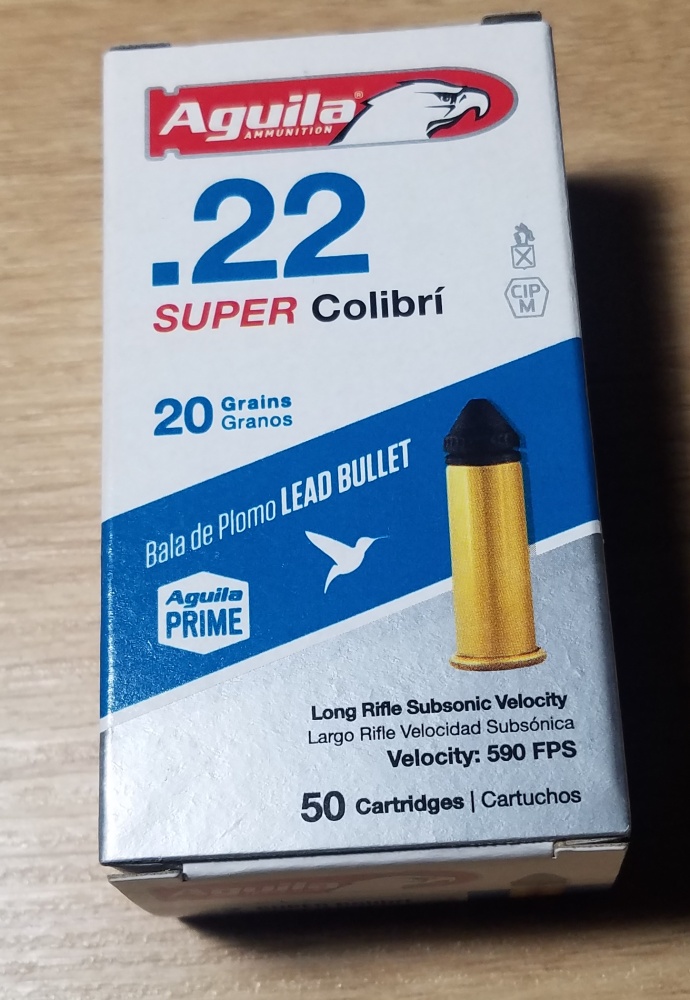 Aguila®
AMMUNITION
.22
SUPER Colibrí
CIP
M
20 Grains
Granos
Bala de Plomo LEAD BULLET
Aguila
PRIME
Long Rifle Subsonic Velocity
Largo Rifle Velocidad Subsónica
Velocity: 590 FPS
50 Cartridges | Cartuchos
Aguila